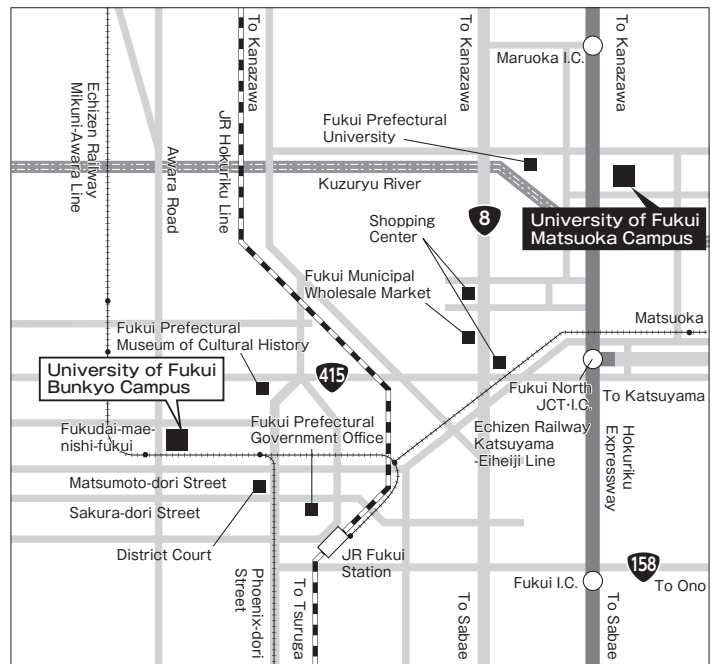 To Kanazawa
To Kanazawa
To Kanazawa
Maruoka I.C.
Echizen Railway
Mikuni-Awara Line
Awara Road
JR Hokuriku Line
Fukui Prefectural
University
Kuzuryu River
8
University of Fukui
Matsuoka Campus
Shopping
Center
Fukui Municipal
Wholesale Market
Matsuoka
Fukui Prefectural
Museum of Cultural History
415
University of Fukui
Bunkyo Campus
Fukui North
JCT·I.C.
To Katsuyama
Fukudai-mae-
nishi-fukui
Fukui Prefectural
Government Office
Echizen Railway
Katsuyama
-Eiheiji Line
Hokuriku
Expressway
Matsumoto-dori Street
Sakura-dori Street
District Court
JR Fukui
Station
Phoenix-dori
Street
To Tsuruga
To Sabae
Fukui I.C.
158
To Ono
To Sabae